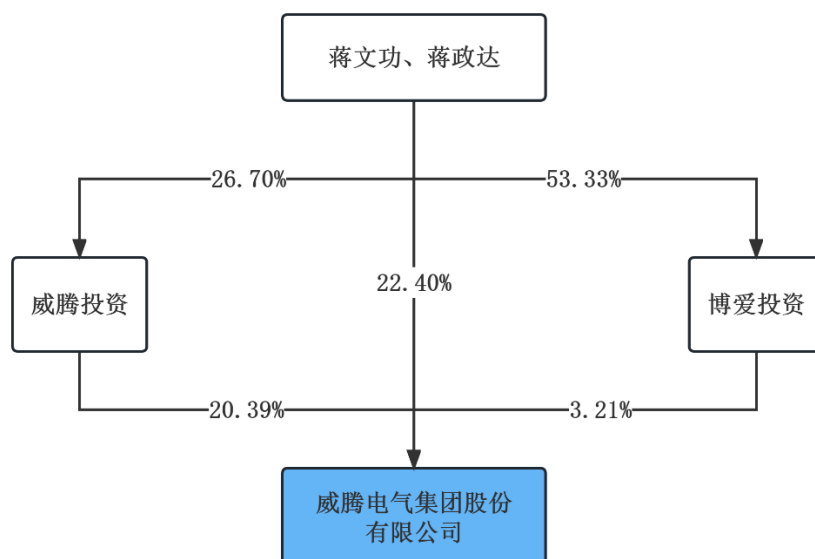 蒋文功、蒋政达
26.70%
53.33%
威腾投资
22.40%
博爱投资
20.39%
3.21%
威腾电气集团股份
有限公司